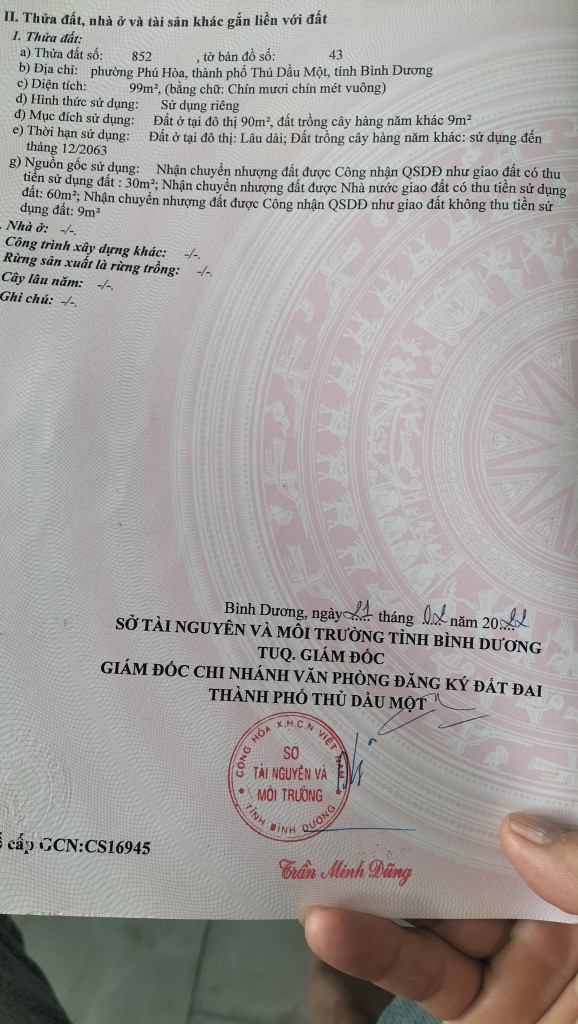 II. Thửa đất, nhà ở và tài sản khác gắn liền với đất
1. Thửa đất:
a) Thửa đất số: 852 , tờ bản đồ số: 43
b) Địa chỉ: phường Phú Hòa, thành phố Thủ Dầu Một, tỉnh Bình Dương
c) Diện tích: 99m², (bằng chữ: Chín mươi chín mét vuông)
d) Hình thức sử dụng: Sử dụng riêng
đ) Mục đích sử dụng: Đất ở tại đô thị 90m², đất trồng cây hàng năm khác 9m²
e) Thời hạn sử dụng: Đất ở tại đô thị: Lâu dài; Đất trồng cây hàng năm khác: sử dụng đến
tháng 12/2063
g) Nguồn gốc sử dụng: Nhận chuyển nhượng đất được Công nhận QSDĐ như giao đất có thu
tiền sử dụng đất : 30m²; Nhận chuyển nhượng đất được Nhà nước giao đất có thu tiền sử dụng
đất: 60m²; Nhận chuyển nhượng đất được Công nhận QSDĐ như giao đất không thu tiền sử
dụng đất: 9m²
. Nhà ở: -/-.
Công trình xây dựng khác: -/-.
Rừng sản xuất là rừng trồng: -/-.
Cây lâu năm: -/-.
Ghi chú: -/-.
Bình Dương, ngày 21 tháng 02 năm 2022
SỞ TÀI NGUYÊN VÀ MÔI TRƯỜNG TỈNH BÌNH DƯƠNG
TUQ. GIÁM ĐỐC
GIÁM ĐỐC CHI NHÁNH VĂN PHÒNG ĐĂNG KÝ ĐẤT ĐAI
THÀNH PHỐ THỦ DẦU MỘT
CỘNG HÒA X.H.C.N VIỆT NAM
SỞ
TÀI NGUYÊN VÀ
MÔI TRƯỜNG
TỈNH BÌNH DƯƠNG
cấp GCN:CS16945
Trần Minh Dũng